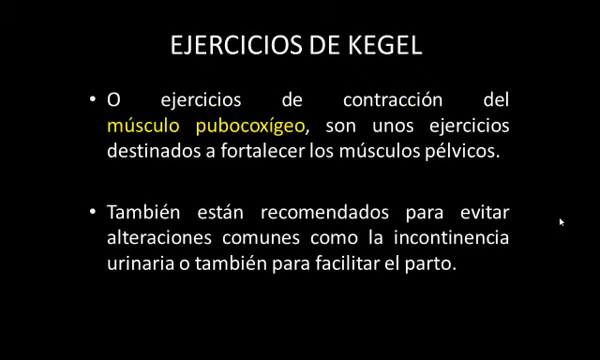 EJERCICIOS DE KEGEL
• O ejercicios de contracción del
músculo pubocoxígeo, son unos ejercicios
destinados a fortalecer los músculos pélvicos.
• También están recomendados para evitar
alteraciones comunes como la incontinencia
urinaria o también para facilitar el parto.